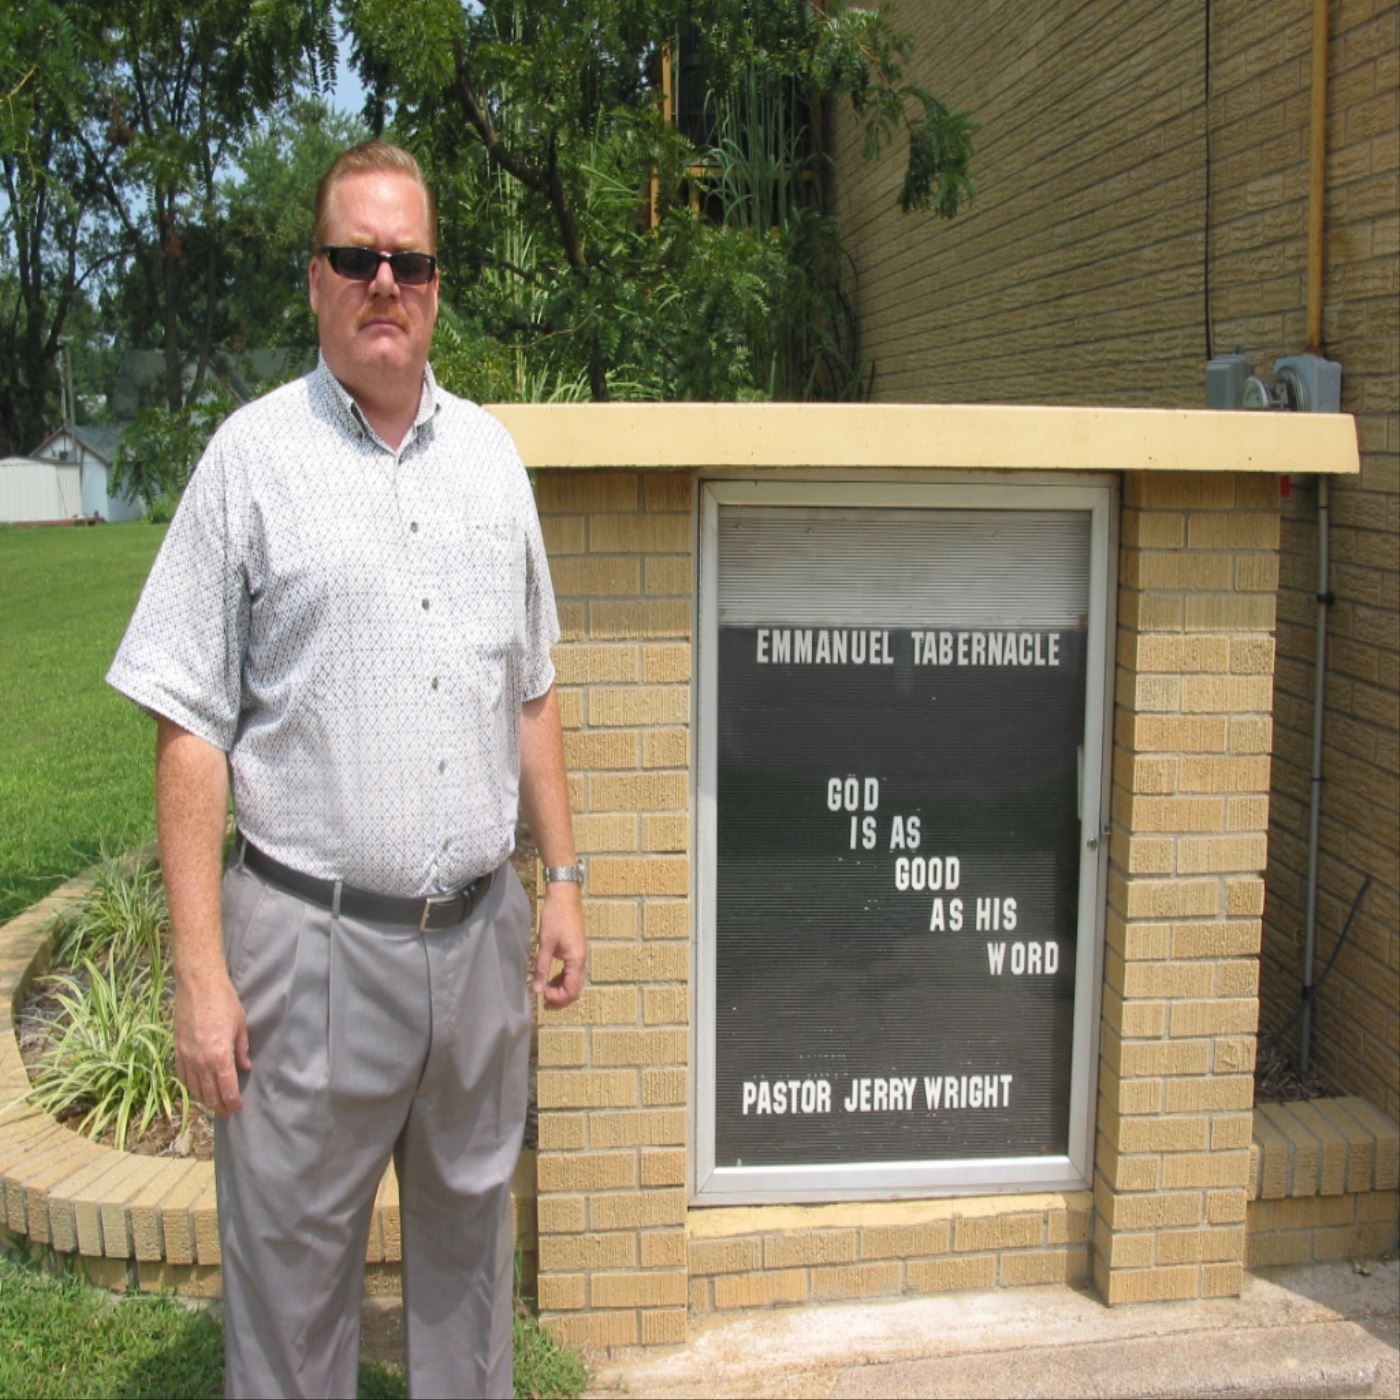 EMMANUEL TABERNACLE
GOD
IS AS
GOOD
AS HIS
WORD
PASTOR JERRY WRIGHT